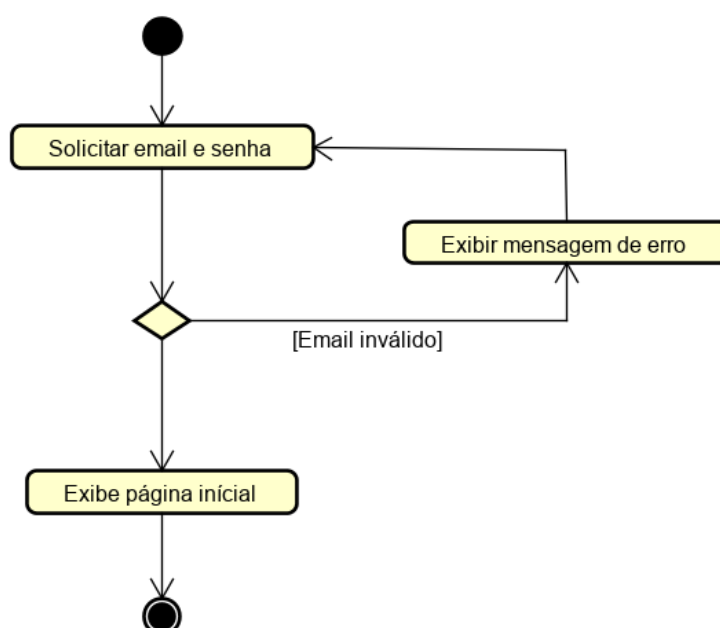 Solicitar email e senha
Exibir mensagem de erro
[Email inválido]
Exibe página inícial